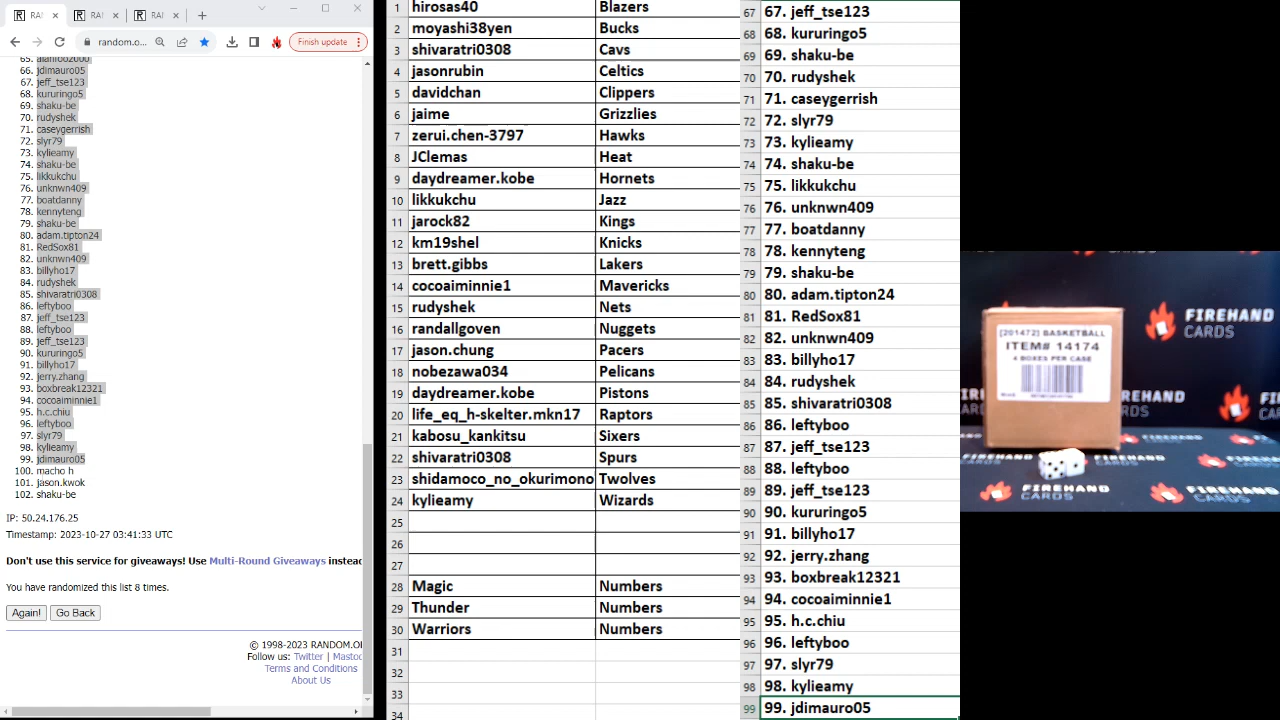 random.o...
Finish update
65. alanfoo2000
66. jdimauro05
67. jeff_tse123
68. kururingo5
69. shaku-be
70. rudyshek
71. caseygerrish
72. slyr79
73. kylieamy
74. shaku-be
75. likkukchu
76. unknwn409
77. boatdanny
78. kennyteng
79. shaku-be
80. adam.tipton24
81. RedSox81
82. unknwn409
83. billyho17
84. rudyshek
85. shivaratri0308
86. leftyboo
87. jeff_tse123
88. leftyboo
89. jeff_tse123
90. kururingo5
91. billyho17
92. jerry.zhang
93. boxbreak12321
94. cocoaiminnie1
95. h.c.chiu
96. leftyboo
97. slyr79
98. kylieamy
99. jdimauro05
100. macho h
101. jason.kwok
102. shaku-be
IP: 50.24.176.25
Timestamp: 2023-10-27 03:41:33 UTC
Don't use this service for giveaways! Use Multi-Round Giveaways instead
You have randomized this list 8 times.
Again! Go Back
© 1998-2023 RANDOM.OR
Follow us: Twitter | Mastod
Terms and Conditions
About Us
1 hirosas40 Blazers
2 moyashi38yen Bucks
3 shivaratri0308 Cavs
4 jasonrubin Celtics
5 davidchan Clippers
6 jaime Grizzlies
7 zerui.chen-3797 Hawks
8 JClemas Heat
9 daydreamer.kobe Hornets
10 likkukchu Jazz
11 jarock82 Kings
12 km19shel Knicks
13 brett.gibbs Lakers
14 cocoaiminnie1 Mavericks
15 rudyshek Nets
16 randallgoven Nuggets
17 jason.chung Pacers
18 nobezawa034 Pelicans
19 daydreamer.kobe Pistons
20 life_eq_h-skelter.mkn17 Raptors
21 kabosu_kankitsu Sixers
22 shivaratri0308 Spurs
23 shidamoco_no_okurimono Twolves
24 kylieamy Wizards
25
26
27
28 Magic Numbers
29 Thunder Numbers
30 Warriors Numbers
31
32
33
34
67 67. jeff_tse123
68 68. kururingo5
69 69. shaku-be
70 70. rudyshek
71 71. caseygerrish
72 72. slyr79
73 73. kylieamy
74 74. shaku-be
75 75. likkukchu
76 76. unknwn409
77 77. boatdanny
78 78. kennyteng
79 79. shaku-be
80 80. adam.tipton24
81 81. RedSox81
82 82. unknwn409
83 83. billyho17
84 84. rudyshek
85 85. shivaratri0308
86 86. leftyboo
87 87. jeff_tse123
88 88. leftyboo
89 89. jeff_tse123
90 90. kururingo5
91 91. billyho17
92 92. jerry.zhang
93 93. boxbreak12321
94 94. cocoaiminnie1
95 95. h.c.chiu
96 96. leftyboo
97 97. slyr79
98 98. kylieamy
99 99. jdimauro05
[201472] BASKETBALL
ITEM# 14174
4 BOXES PER CASE
FIREHAND
CARDS
FIREHAND
CARDS